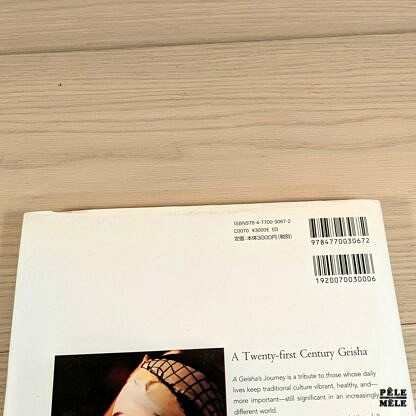 ISBN978-4-7700-3067-2
C0070 ¥3000E (0)
定価：本体3000円（税別）
9784770030672
1920070030006
A Twenty-first Century Geisha
A Geisha's Journey is a tribute to those whose daily
lives keep traditional culture vibrant, healthy, and—
more important—still significant in an increasingly
different world.
PÊLE
MÊLE